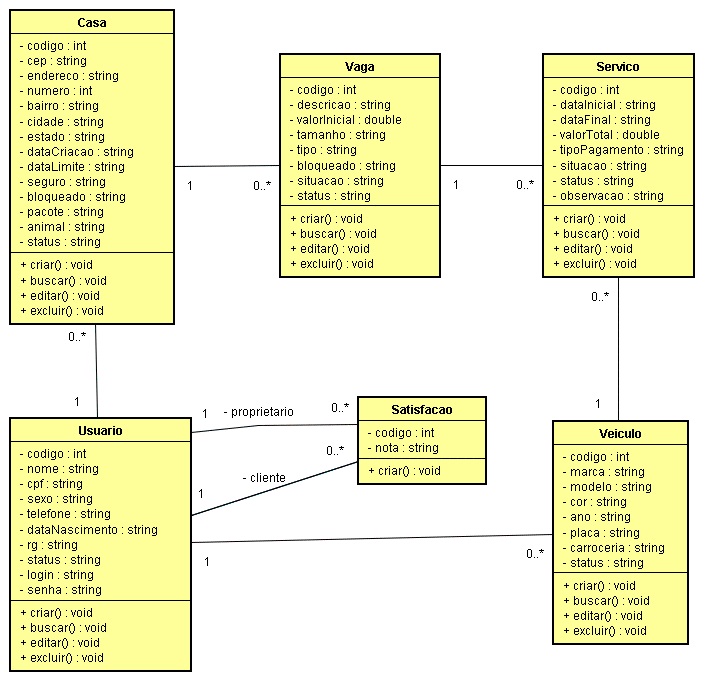 Casa
- codigo : int
- cep : string
- endereco : string
- numero : int
- bairro : string
- cidade : string
- estado : string
- dataCriacao : string
- dataLimite : string
- seguro : string
- bloqueado : string
- pacote : string
- animal : string
- status : string
+ criar() : void
+ buscar() : void
+ editar() : void
+ excluir() : void
1
0..*
Vaga
- codigo : int
- descricao : string
- valorInicial : double
- tamanho : string
- tipo : string
- bloqueado : string
- situacao : string
- status : string
+ criar() : void
+ buscar() : void
+ editar() : void
+ excluir() : void
1
0..*
Servico
- codigo : int
- dataInicial : string
- dataFinal : string
- valorTotal : double
- tipoPagamento : string
- situacao : string
- status : string
- observacao : string
+ criar() : void
+ buscar() : void
+ editar() : void
+ excluir() : void
0..*
1
0..*
1
Usuario
- codigo : int
- nome : string
- cpf : string
- sexo : string
- telefone : string
- dataNascimento : string
- rg : string
- status : string
- login : string
- senha : string
+ criar() : void
+ buscar() : void
+ editar() : void
+ excluir() : void
1
- proprietario
0..*
1
- cliente
0..*
Satisfacao
- codigo : int
- nota : string
+ criar() : void
1
0..*
Veiculo
- codigo : int
- marca : string
- modelo : string
- cor : string
- ano : string
- placa : string
- carroceria : string
- status : string
+ criar() : void
+ buscar() : void
+ editar() : void
+ excluir() : void